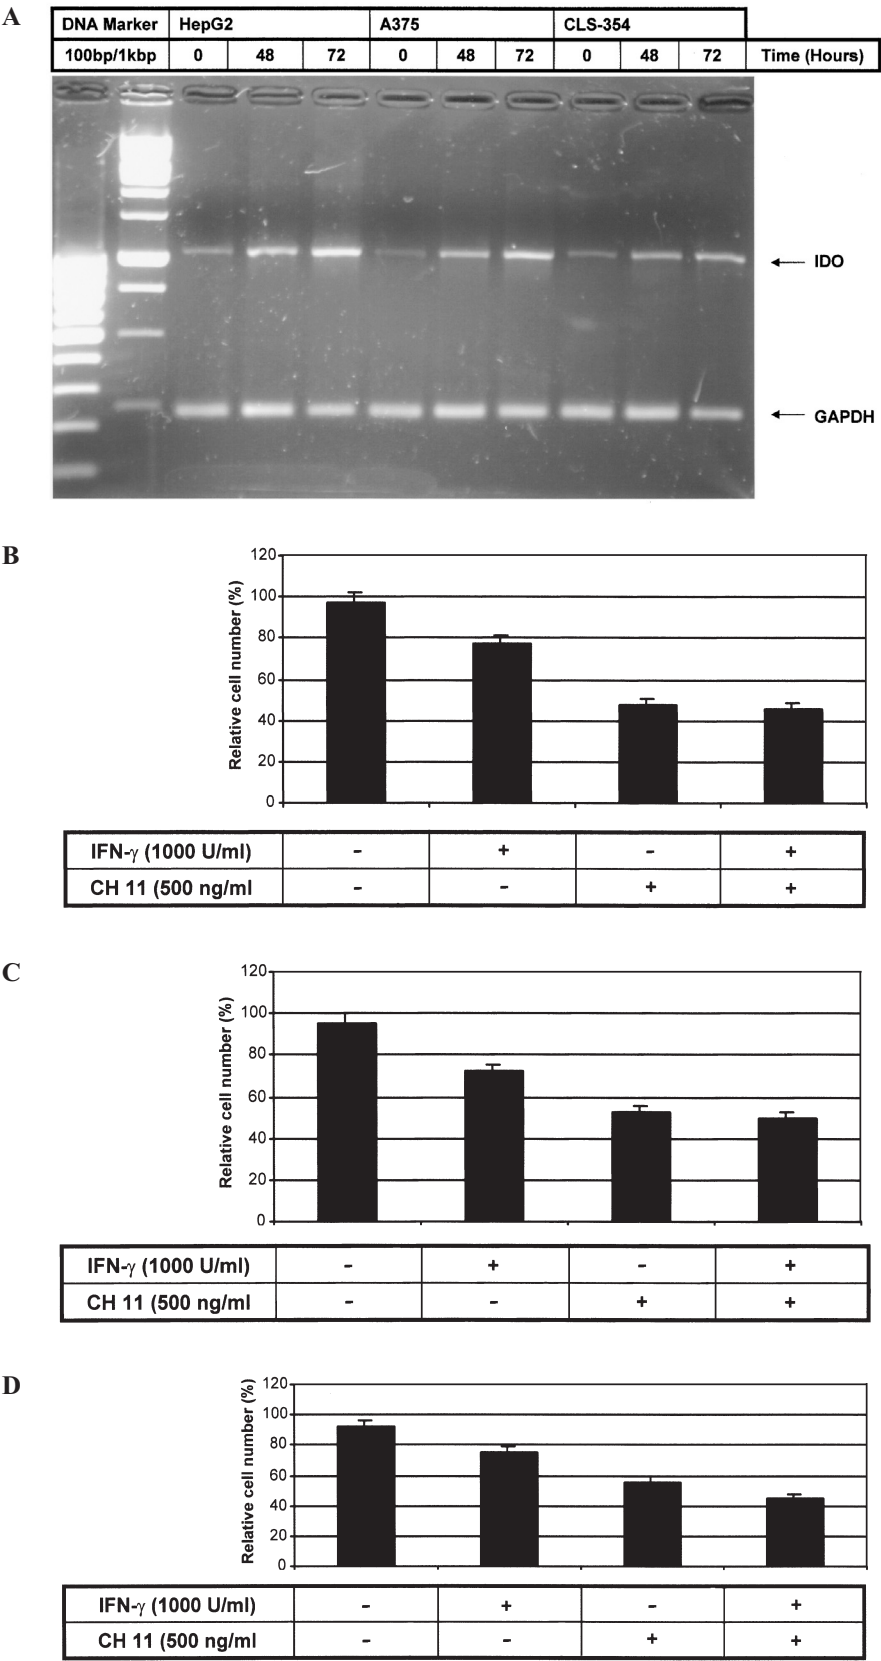 A
DNA Marker HepG2 A375 CLS-354
100bp/1kbp 0 48 72 0 48 72 0 48 72 Time (Hours)
IDO
GAPDH
B
Relative cell number (%)
120
100
80
60
40
20
0
IFN-γ (1000 U/ml) - + - +
CH 11 (500 ng/ml - - + +
C
Relative cell number (%)
120
100
80
60
40
20
0
IFN-γ (1000 U/ml) - + - +
CH 11 (500 ng/ml - - + +
D
Relative cell number (%)
120
100
80
60
40
20
0
IFN-γ (1000 U/ml) - + - +
CH 11 (500 ng/ml - - + +